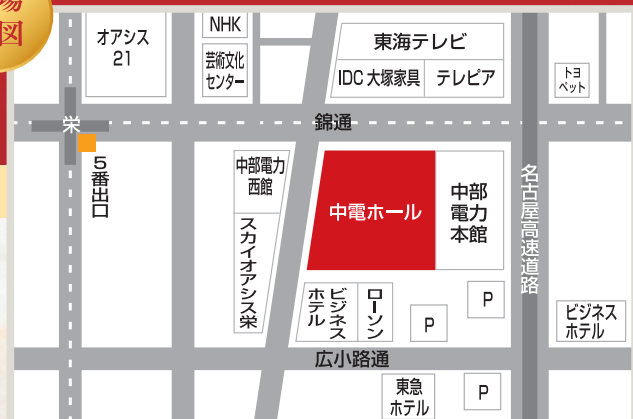 場
図
オアシス
21
NHK
芸術文化
センター
東海テレビ
IDC 大塚家具
テレピア
トヨ
ペット
栄
錦通
5番出口
中部電力
西館
スカイオアシス栄
中電ホール
中部
電力
本館
名古屋高速道路
ビジネス
ホテル
ローソン
P
P
ビジネス
ホテル
広小路通
東急
ホテル
P